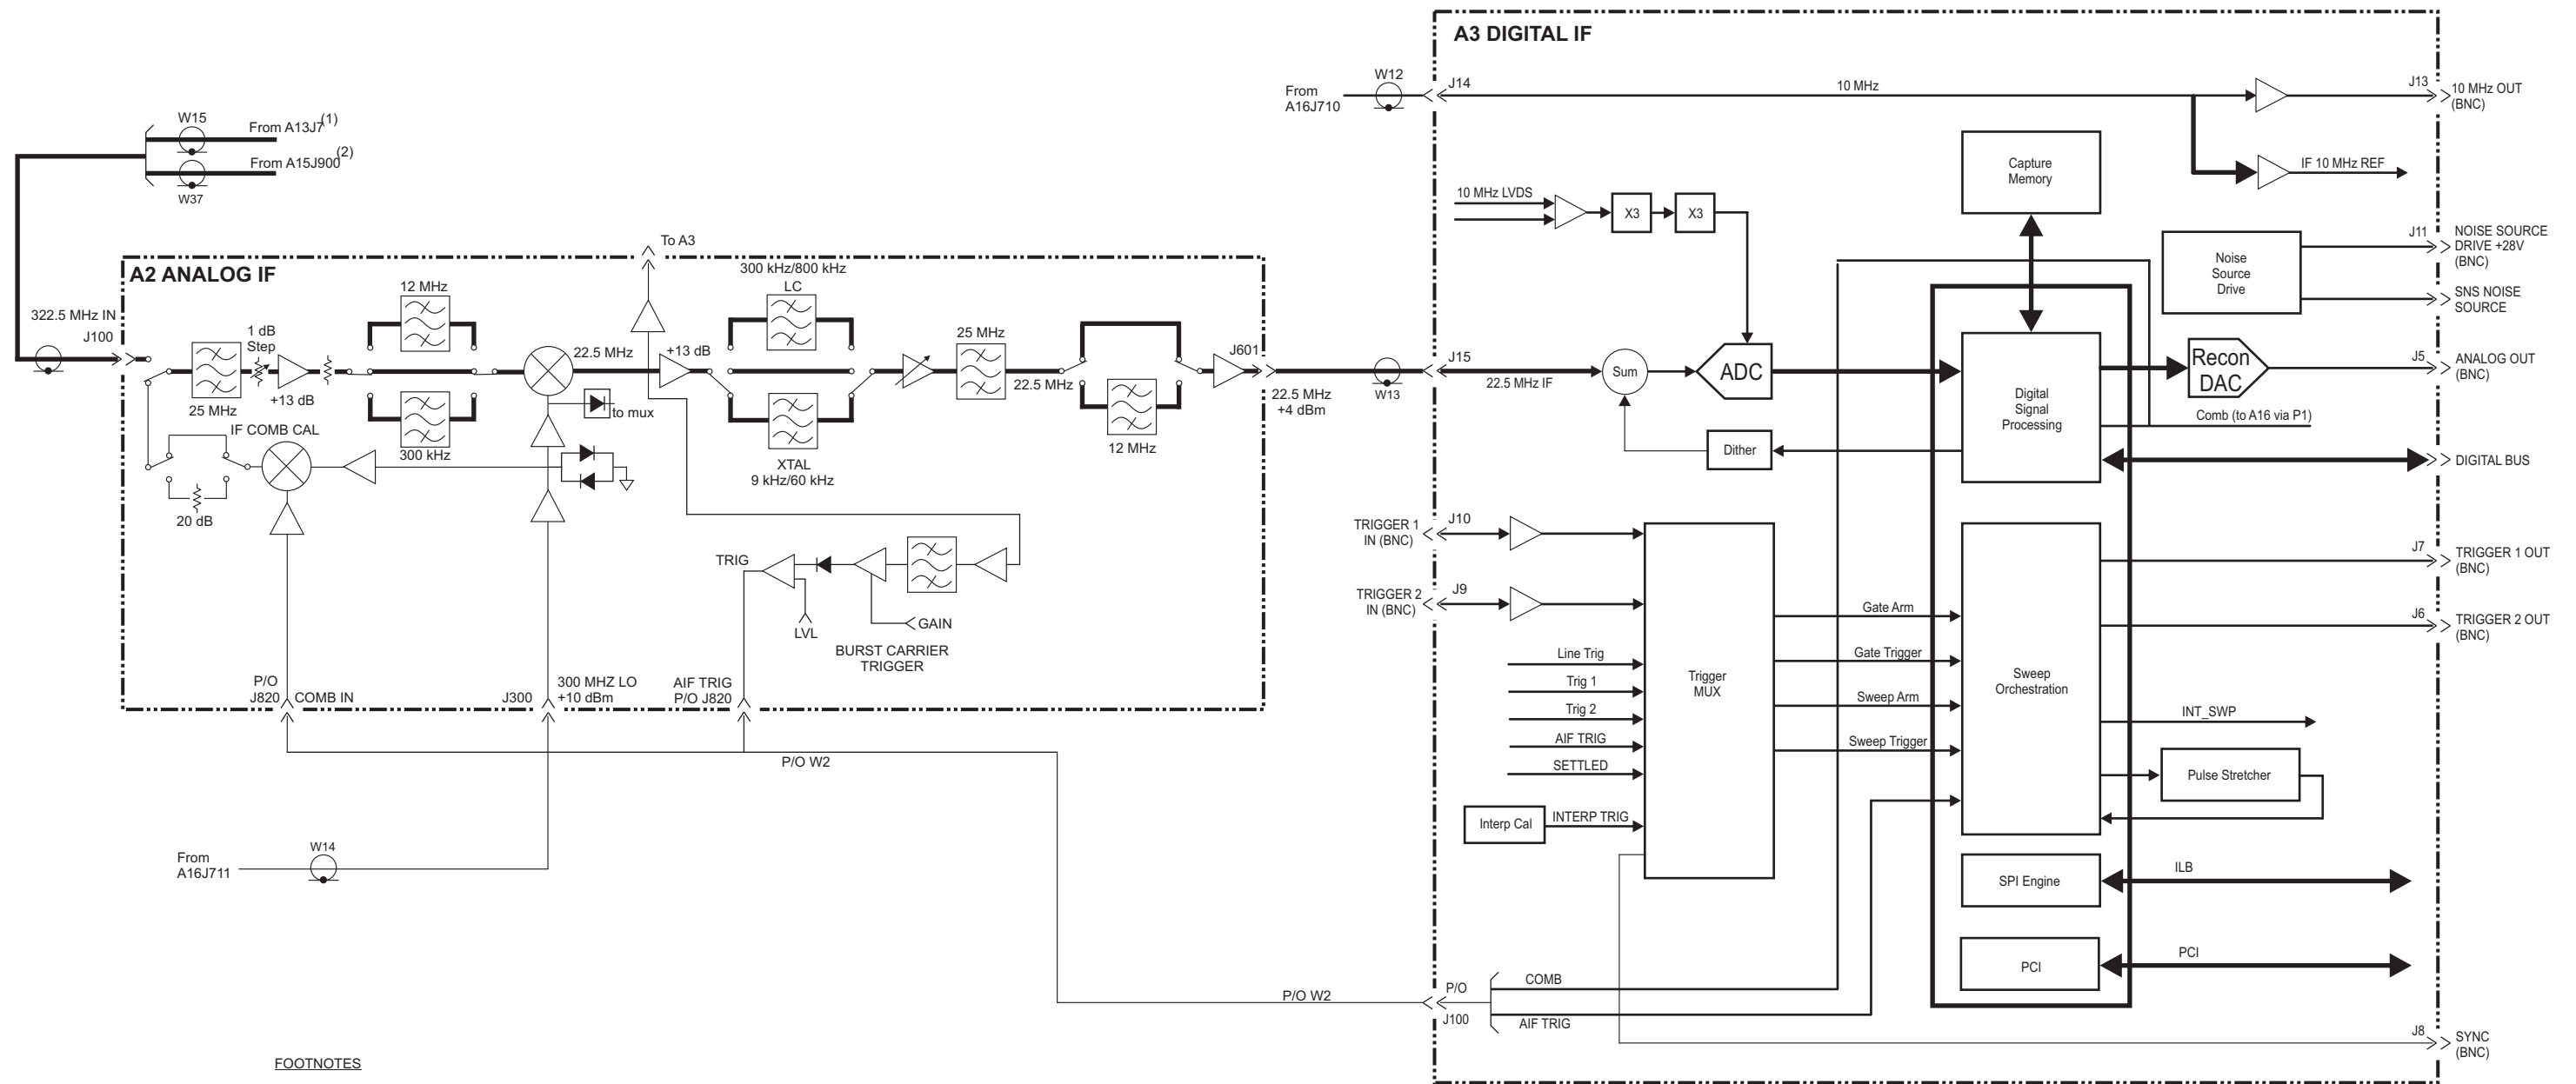 A3 DIGITAL IF
W12
From
A16J710
J14
10 MHz
J13
10 MHz OUT
(BNC)
W15
From A13J7(1)
From A15J900(2)
W37
Capture
Memory
IF 10 MHz REF
10 MHz LVDS
X3
X3
J11
NOISE SOURCE
DRIVE +28V
(BNC)
Noise
Source
Drive
SNS NOISE
SOURCE
To A3
A2 ANALOG IF
300 kHz/800 kHz
LC
12 MHz
322.5 MHz IN
J100
1 dB
Step
25 MHz
+13 dB
22.5 MHz
+13 dB
25 MHz
22.5 MHz
J601
22.5 MHz
+4 dBm
W13
J15
22.5 MHz IF
Sum
ADC
Digital
Signal
Processing
Recon
DAC
J5
ANALOG OUT
(BNC)
to mux
Comb (to A16 via P1)
IF COMB CAL
300 kHz
XTAL
9 kHz/60 kHz
12 MHz
Dither
DIGITAL BUS
20 dB
TRIGGER 1
IN (BNC)
J10
J7
TRIGGER 1 OUT
(BNC)
TRIG
TRIGGER 2
IN (BNC)
J9
J6
TRIGGER 2 OUT
(BNC)
LVL
GAIN
BURST CARRIER
TRIGGER
Gate Arm
Line Trig
Gate Trigger
Trigger
MUX
Sweep
Orchestration
Trig 1
Sweep Arm
Trig 2
INT_SWP
AIF TRIG
Sweep Trigger
SETTLED
Pulse Stretcher
P/O
J820
COMB IN
J300
300 MHZ LO
+10 dBm
AIF TRIG
P/O J820
P/O W2
Interp Cal
INTERP TRIG
W14
From
A16J711
SPI Engine
ILB
PCI
PCI
COMB
P/O W2
P/O
J100
AIF TRIG
J8
SYNC
(BNC)
FOOTNOTES